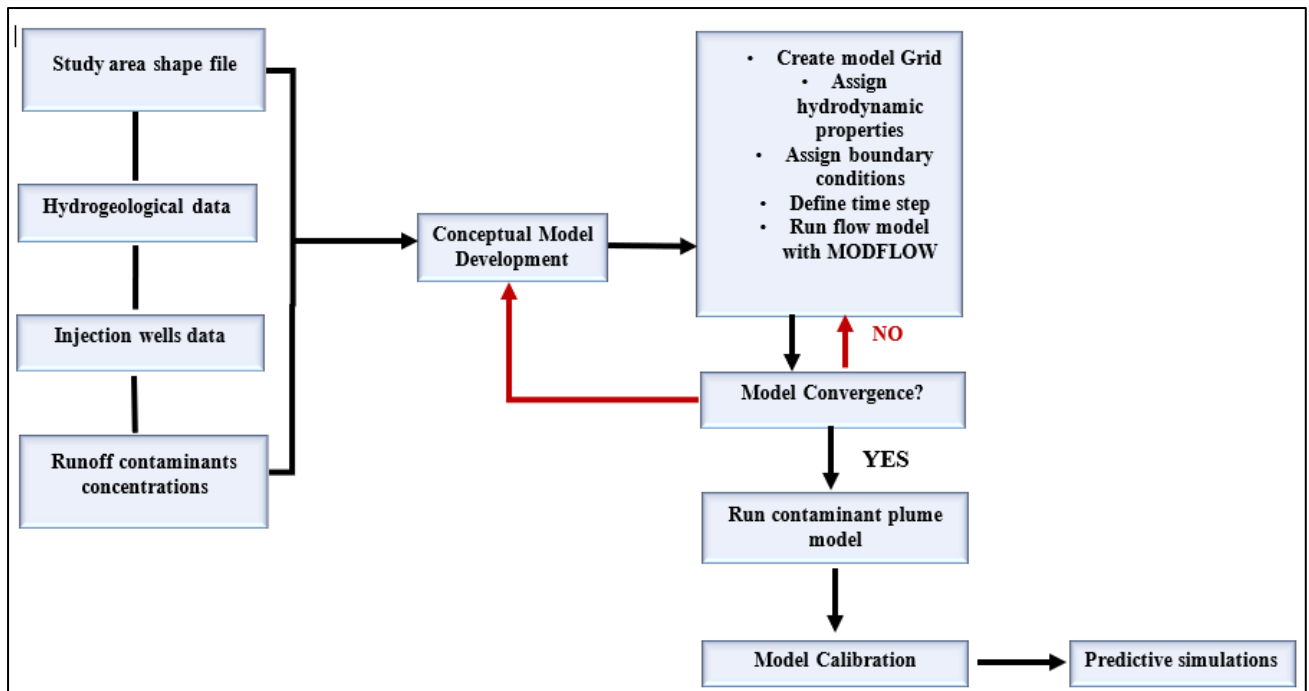 Study area shape file
Hydrogeological data
Injection wells data
Runoff contaminants
concentrations
Conceptual Model
Development
• Create model Grid
• Assign
hydrodynamic
properties
• Assign boundary
conditions
• Define time step
• Run flow model
with MODFLOW
NO
Model Convergence?
YES
Run contaminant plume
model
Model Calibration
Predictive simulations